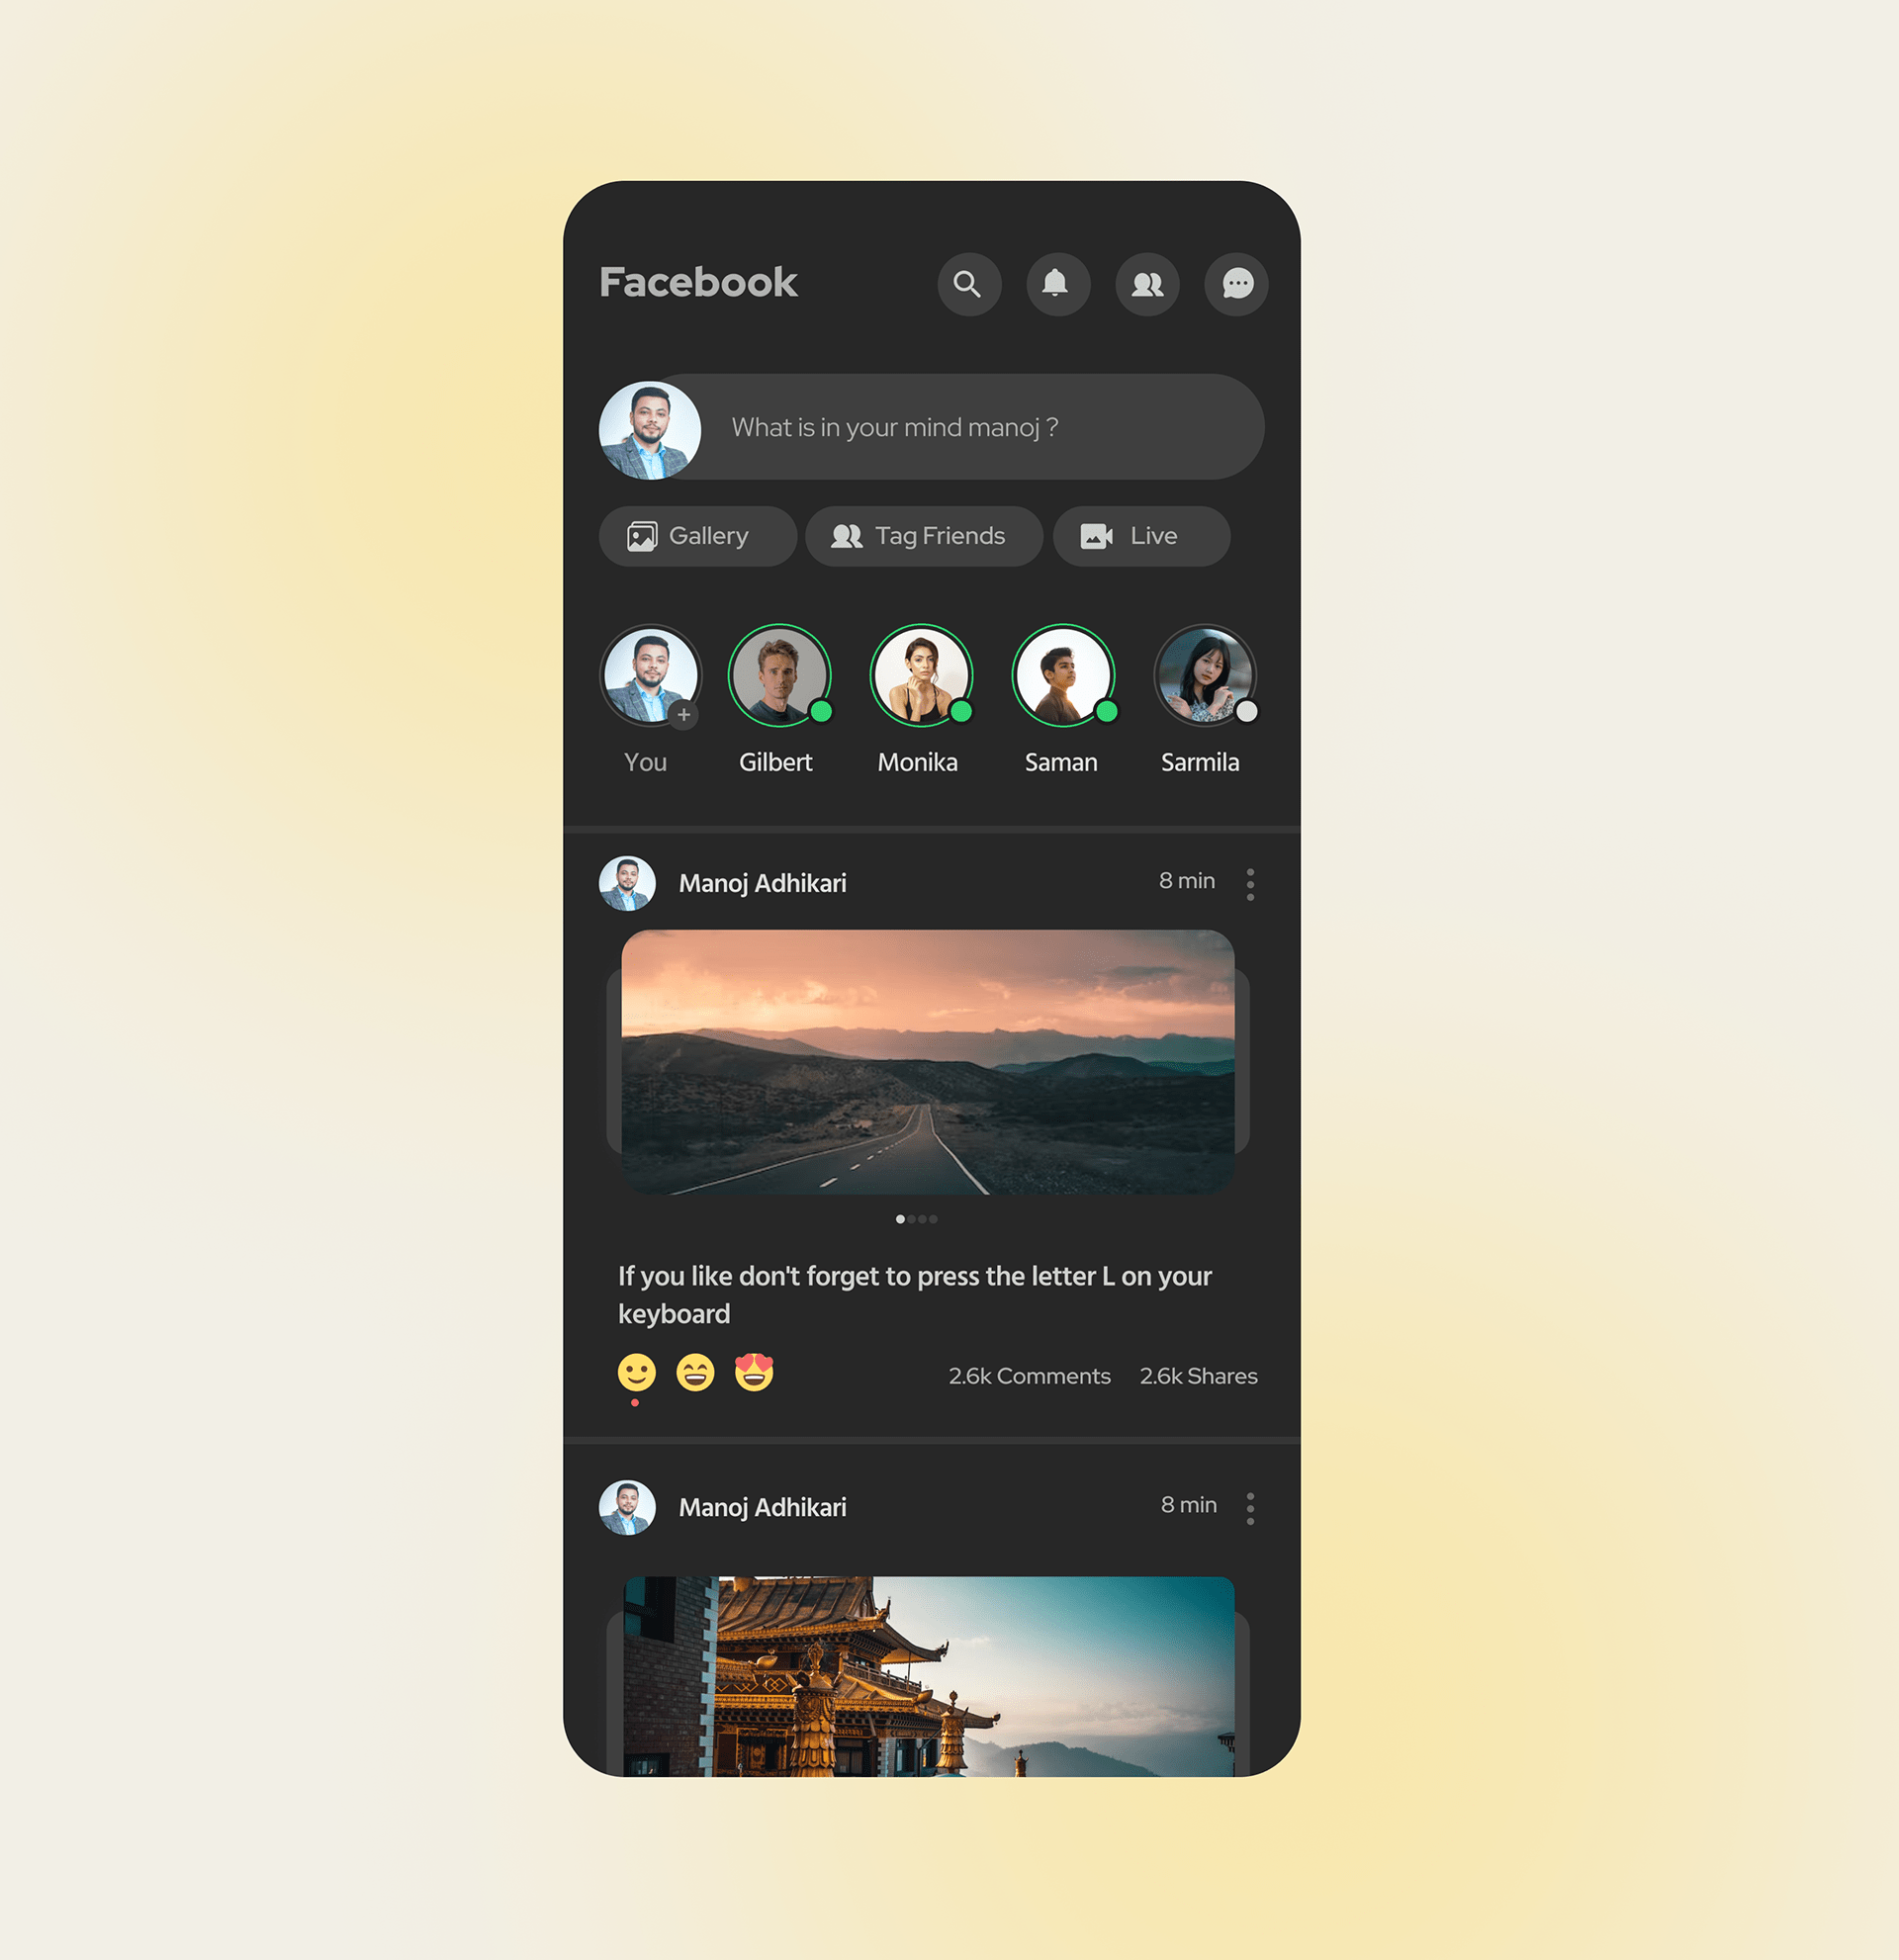 Facebook
What is in your mind manoj ?
Gallery Tag Friends Live
You Gilbert Monika Saman Sarmila
Manoj Adhikari 8 min
If you like don't forget to press the letter L on your
keyboard
2.6k Comments 2.6k Shares
Manoj Adhikari 8 min